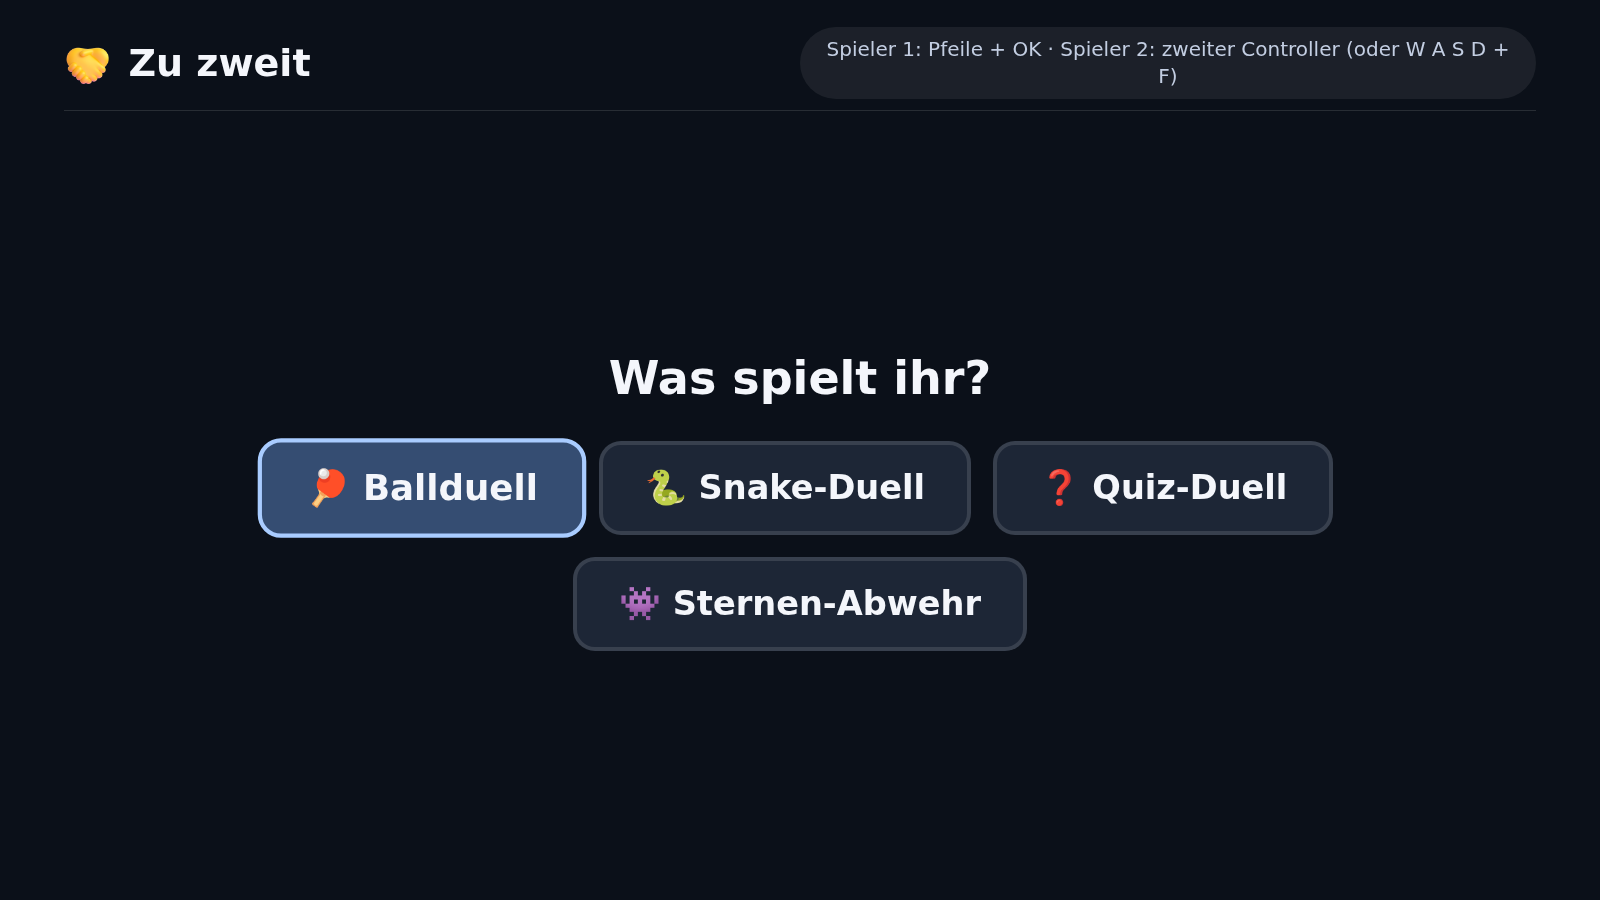 Zu zweit
Spieler 1: Pfeile + OK · Spieler 2: zweiter Controller (oder W A S D +
F)
Was spielt ihr?
Ballduell
Snake-Duell
Quiz-Duell
Sternen-Abwehr